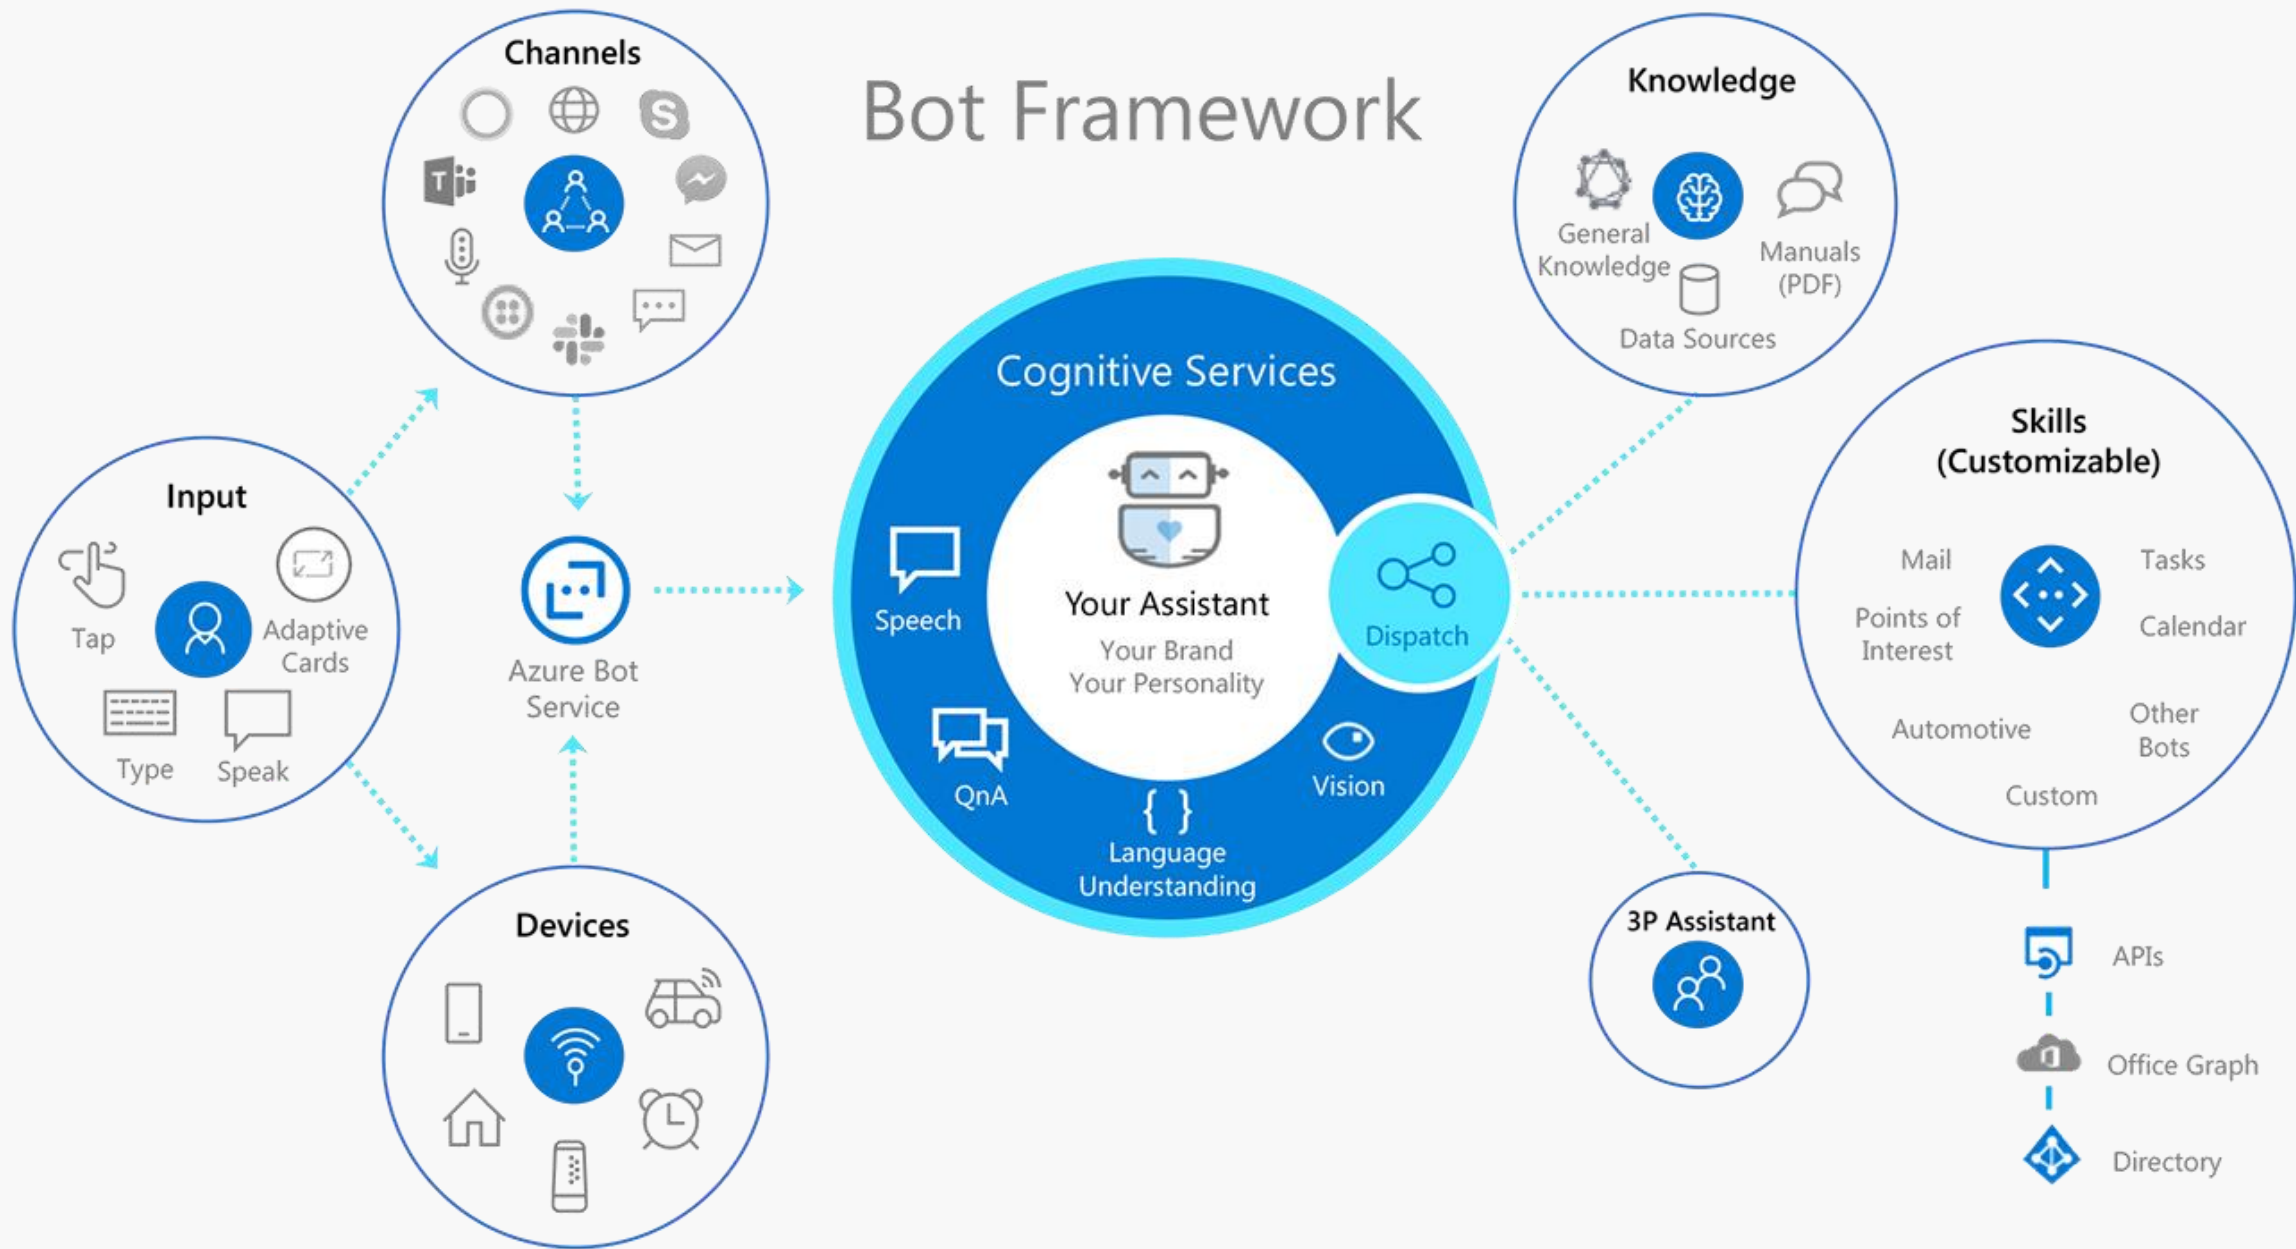 Bot Framework
Channels
T
S
Input
Tap
Adaptive
Cards
Type
Speak
Azure Bot
Service
Devices
Cognitive Services
Your Assistant
Your Brand
Your Personality
Speech
QnA
{ }
Language
Understanding
Vision
Dispatch
Knowledge
General
Knowledge
Manuals
(PDF)
Data Sources
Skills
(Customizable)
Mail
Tasks
Points of
Interest
Calendar
Automotive
Other
Bots
Custom
3P Assistant
APIs
Office Graph
Directory